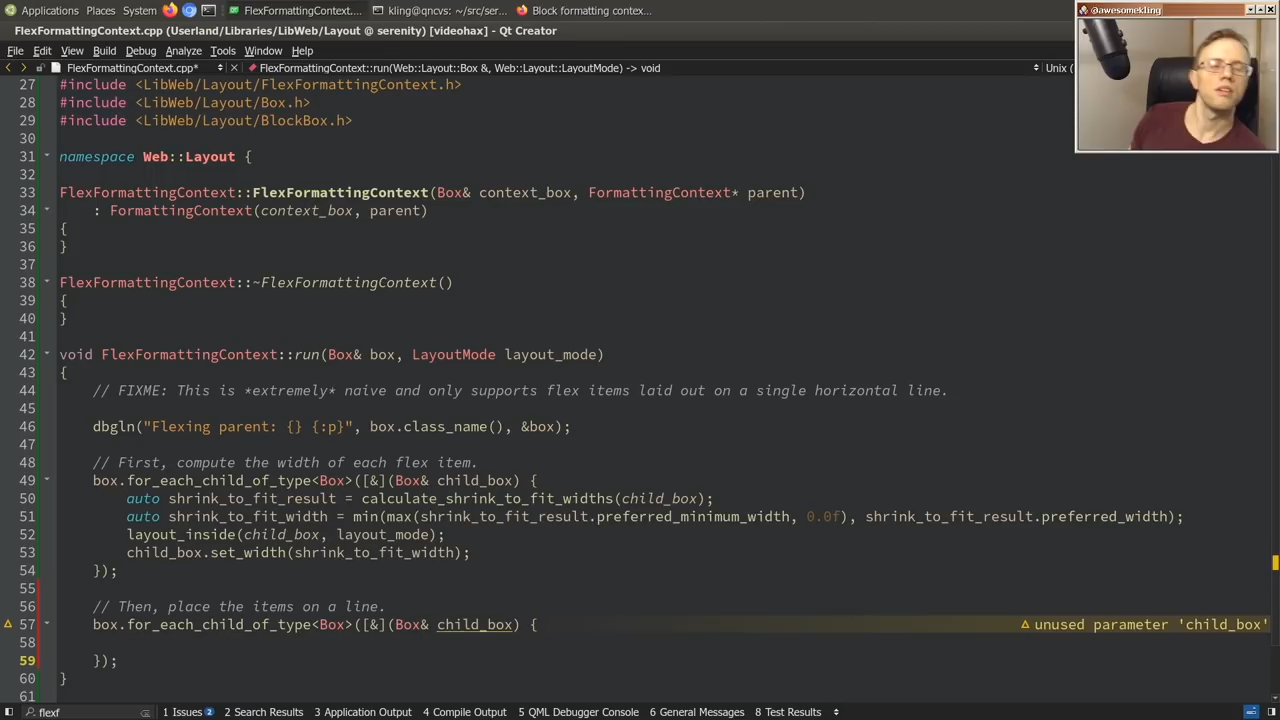 Applications Places System FlexFormattingContext.... kling@qncvs: ~/src/ser... Block formatting contex...
@awesomekling
FlexFormattingContext.cpp (Userland/Libraries/LibWeb/Layout @ serenity) [videohax] - Qt Creator
File Edit View Build Debug Analyze Tools Window Help
FlexFormattingContext.cpp* FlexFormattingContext::run(Web::Layout::Box &, Web::Layout::LayoutMode) -> void Unix (
27 #include <LibWeb/Layout/FlexFormattingContext.h>
28 #include <LibWeb/Layout/Box.h>
29 #include <LibWeb/Layout/BlockBox.h>
30
31 namespace Web::Layout {
32
33 FlexFormattingContext::FlexFormattingContext(Box& context_box, FormattingContext* parent)
34 : FormattingContext(context_box, parent)
35 {
36 }
37
38 FlexFormattingContext::~FlexFormattingContext()
39 {
40 }
41
42 void FlexFormattingContext::run(Box& box, LayoutMode layout_mode)
43 {
44 // FIXME: This is *extremely* naive and only supports flex items laid out on a single horizontal line.
45
46 dbgln("Flexing parent: {} {:p}", box.class_name(), &box);
47
48 // First, compute the width of each flex item.
49 box.for_each_child_of_type<Box>([&](Box& child_box) {
50 auto shrink_to_fit_result = calculate_shrink_to_fit_widths(child_box);
51 auto shrink_to_fit_width = min(max(shrink_to_fit_result.preferred_minimum_width, 0.0f), shrink_to_fit_result.preferred_width);
52 layout_inside(child_box, layout_mode);
53 child_box.set_width(shrink_to_fit_width);
54 });
55
56 // Then, place the items on a line.
57 box.for_each_child_of_type<Box>([&](Box& child_box) { unused parameter 'child_box'
58
59 });
60 }
61
flexf 1 Issues 2 2 Search Results 3 Application Output 4 Compile Output 5 QML Debugger Console 6 General Messages 8 Test Results